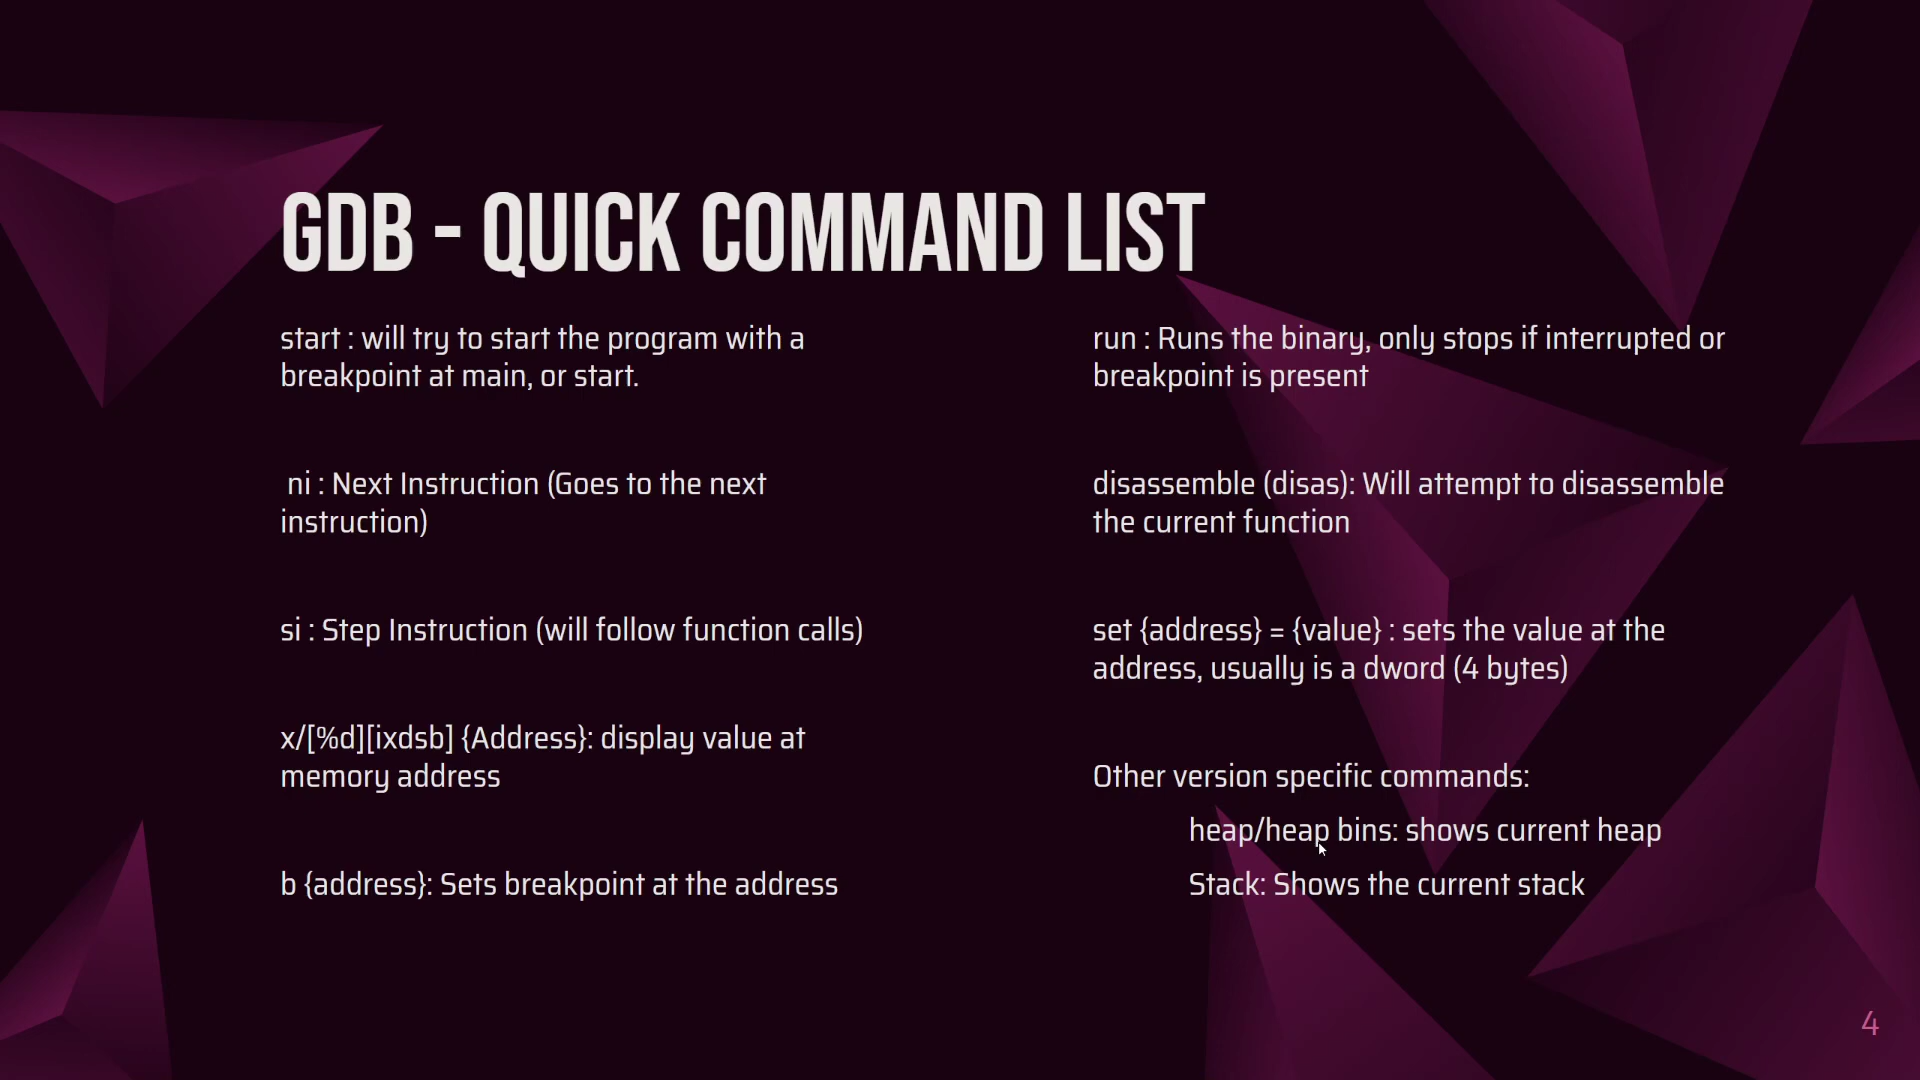 GDB - QUICK COMMAND LIST
start : will try to start the program with a
breakpoint at main, or start.
ni : Next Instruction (Goes to the next
instruction)
si : Step Instruction (will follow function calls)
x/[%d][ixdsb] {Address}: display value at
memory address
b {address}: Sets breakpoint at the address
run : Runs the binary, only stops if interrupted or
breakpoint is present
disassemble (disas): Will attempt to disassemble
the current function
set {address} = {value} : sets the value at the
address, usually is a dword (4 bytes)
Other version specific commands:
heap/heap bins: shows current heap
Stack: Shows the current stack
4